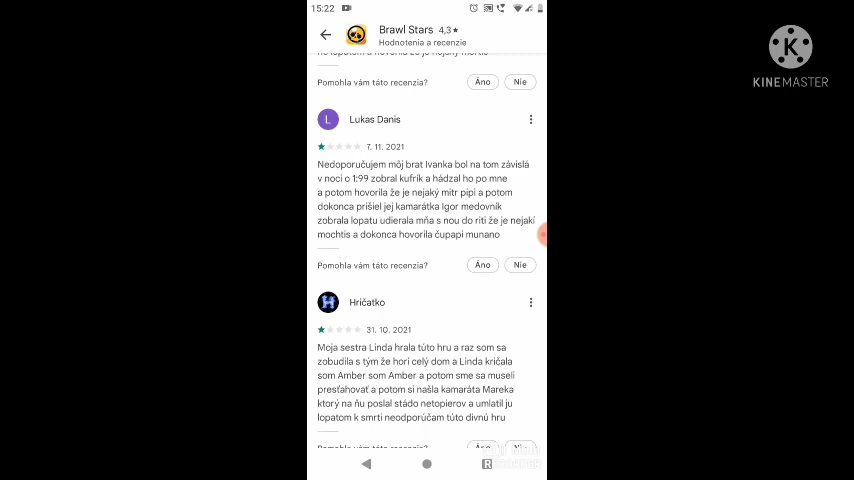 15:22
Brawl Stars 4,3★
Hodnotenia a recenzie
Pomohla vám táto recenzia? Áno Nie
L Lukas Danis
7. 11. 2021
Nedoporučujem môj brat Ivanka bol na tom závislá
v noci o 1:99 zobral kufrík a hádzal ho po mne
a potom hovorila že je nejaký mitr pipi a potom
dokonca prišiel jej kamarátka Igor medovník
zobrala lopatu udierala mňa s nou do riti že je nejakí
mochtis a dokonca hovorila čupapi munano
Pomohla vám táto recenzia? Áno Nie
H Hričatko
31. 10. 2021
Moja sestra Linda hrala túto hru a raz som sa
zobudila s tým že horí celý dom a Linda kričala
som Amber som Amber a potom sme sa museli
presťahovať a potom si našla kamaráta Mareka
ktorý na ňu poslal stádo netopierov a umlatil ju
lopatom k smrti neodporúčam túto divnú hru
Pomohla vám táto recenzia?
RECORDER
K
KINEMASTER